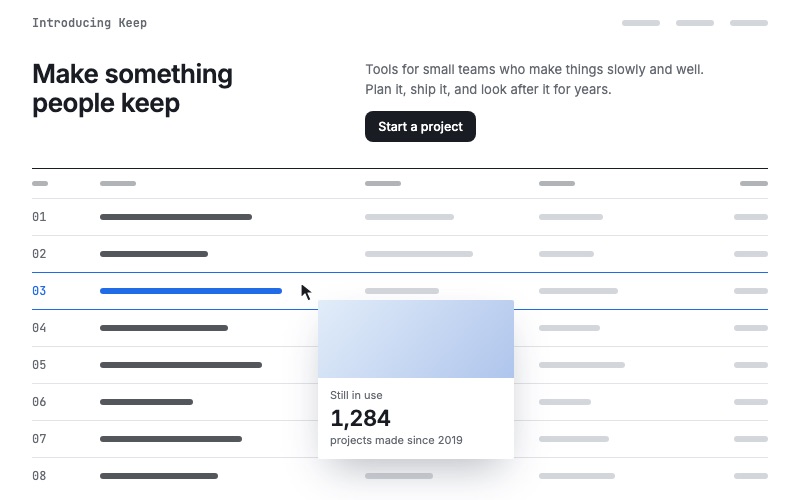 Introducing Keep
Make something
people keep
Tools for small teams who make things slowly and well.
Plan it, ship it, and look after it for years.
Start a project
01
02
03
04
05
06
07
08
Still in use
1,284
projects made since 2019